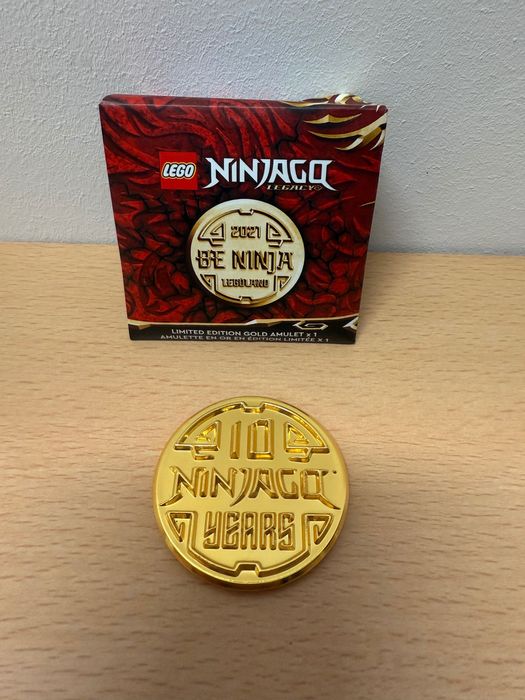 LEGO NINJAGO
LEGACY
2021
BE NINJA
LEGOLAND
LIMITED EDITION GOLD AMULET x 1
AMULETTE EN OR EN ÉDITION LIMITÉE X 1
10
NINJAGO™
YEARS